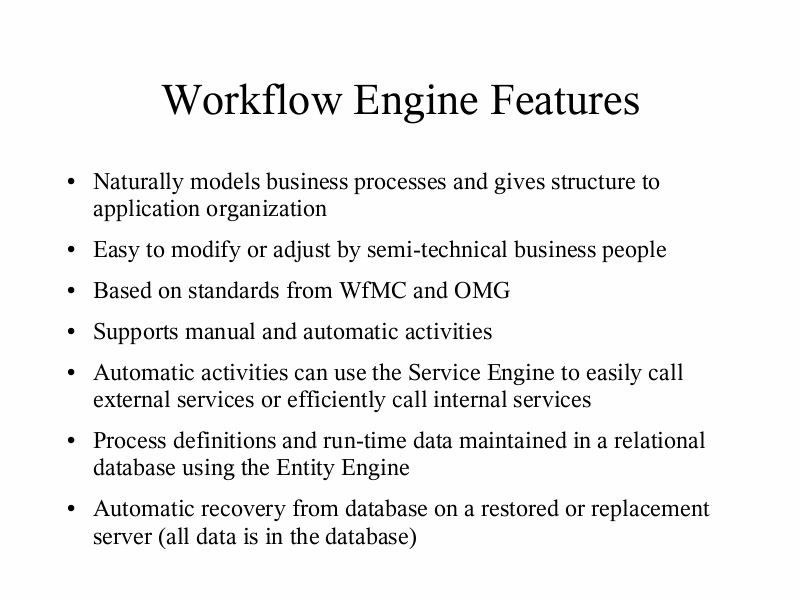 Workflow Engine Features
• Naturally models business processes and gives structure to
application organization
• Easy to modify or adjust by semi-technical business people
• Based on standards from WfMC and OMG
• Supports manual and automatic activities
• Automatic activities can use the Service Engine to easily call
external services or efficiently call internal services
• Process definitions and run-time data maintained in a relational
database using the Entity Engine
• Automatic recovery from database on a restored or replacement
server (all data is in the database)